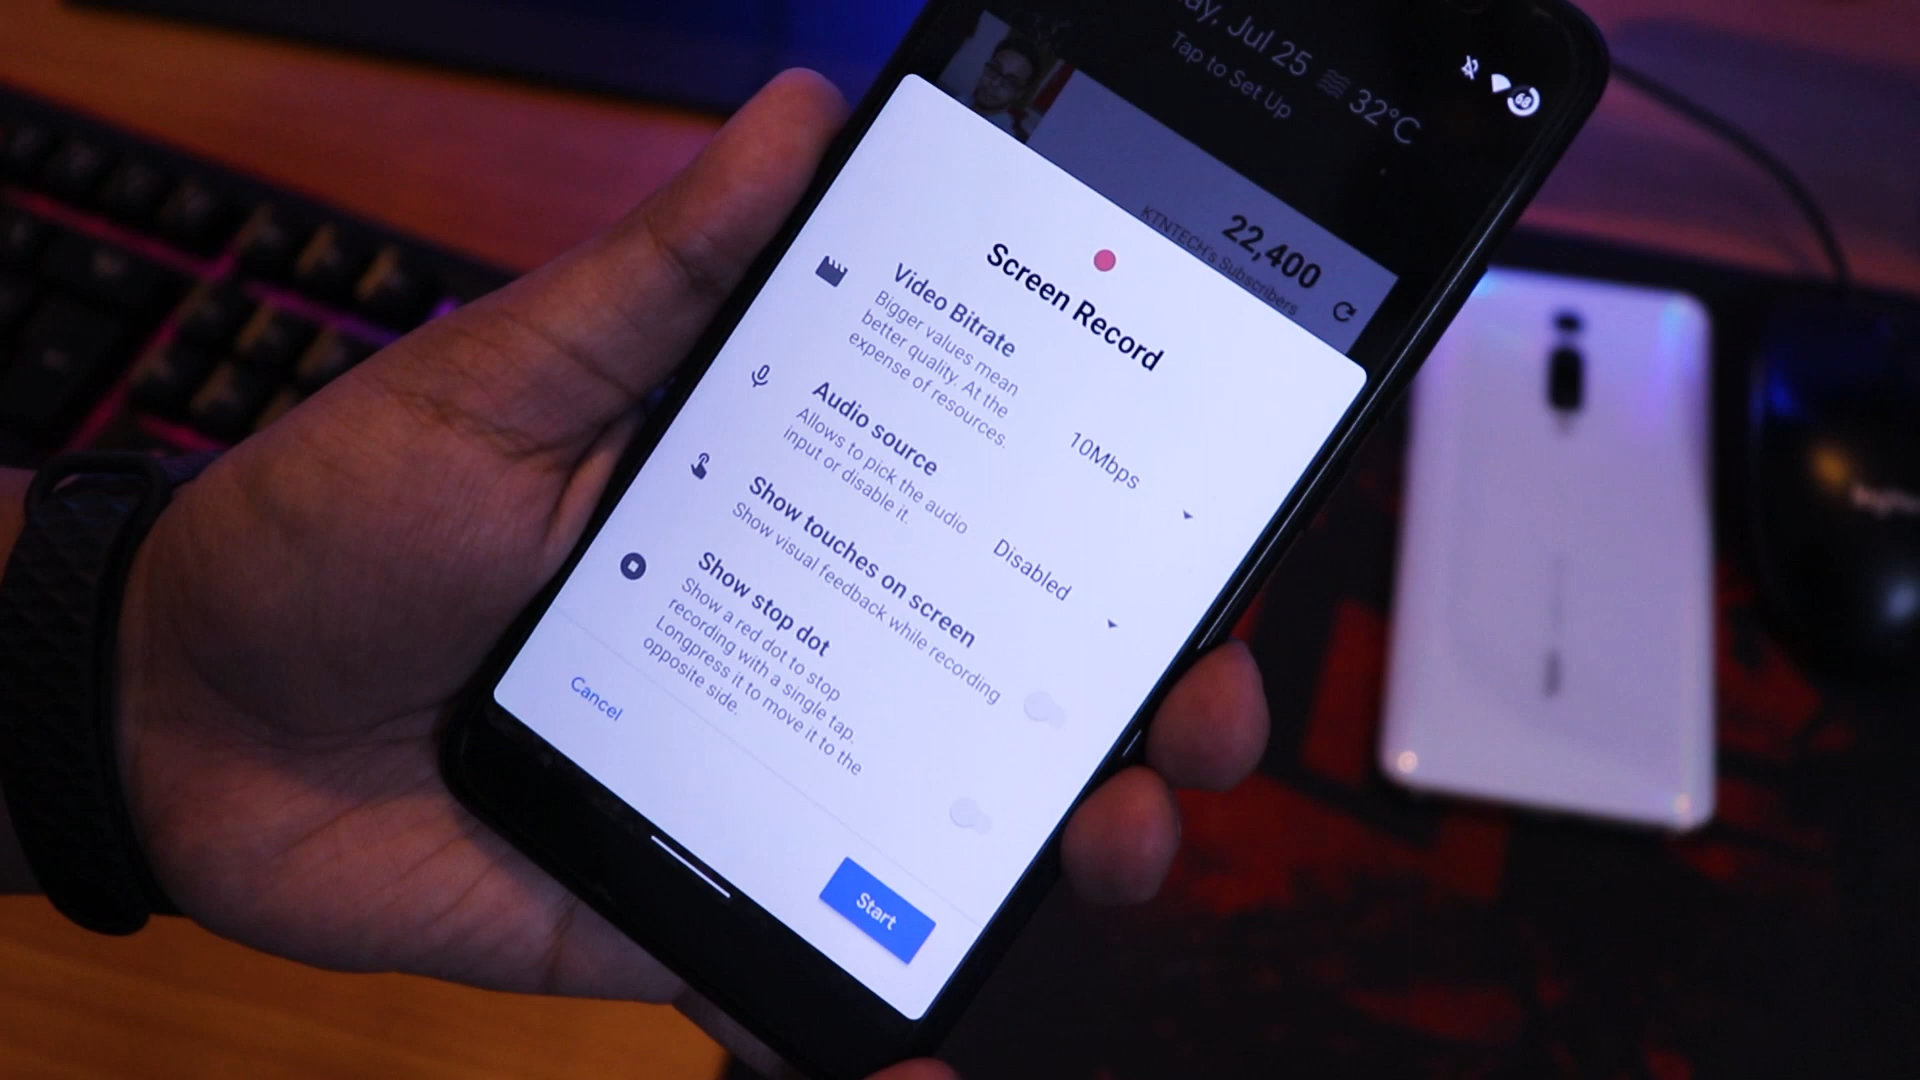 Jul 25 32°C
Tap to Set Up
68
22,400
KTNTECH's Subscribers
Screen Record
Video Bitrate
Bigger values mean
better quality. At the
expense of resources.
10Mbps
Audio source
Allows to pick the audio
input or disable it.
Disabled
Show touches on screen
Show visual feedback while recording
Show stop dot
Show a red dot to stop
recording with a single tap.
Longpress it to move it to the
opposite side.
Cancel
Start